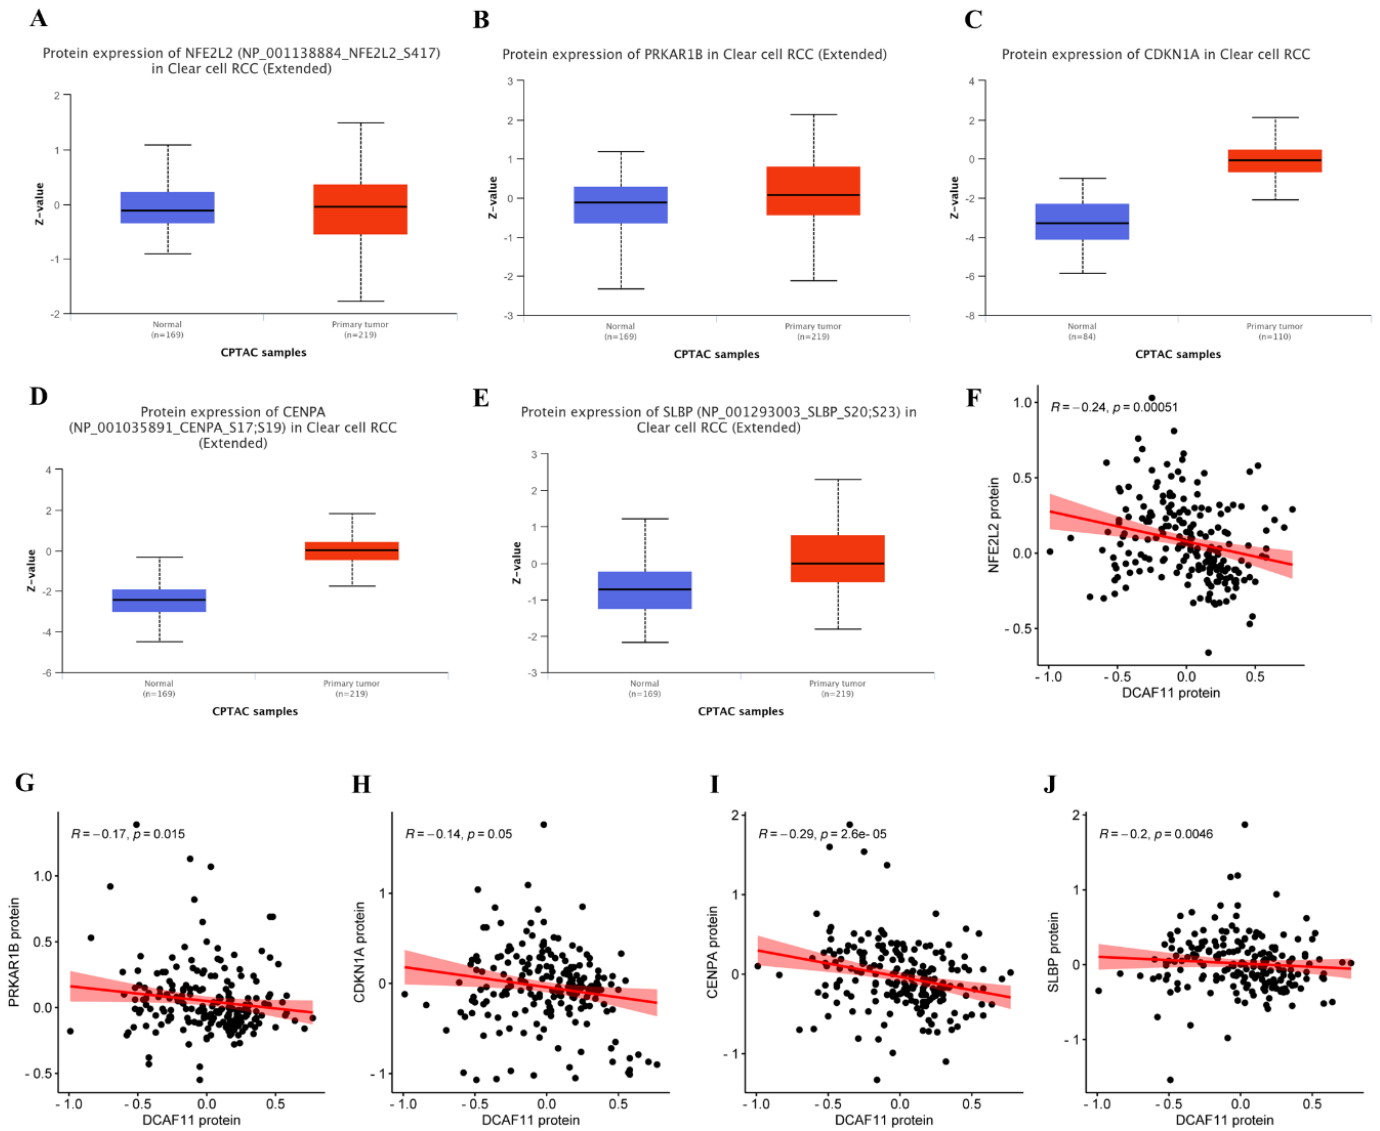 A
Protein expression of NFE2L2 (NP_001138884_NFE2L2_S417)
in Clear cell RCC (Extended)
2
1
0
-1
-2
Z-value
Normal
(n=169)
Primary tumor
(n=219)
CPTAC samples
B
Protein expression of PRKAR1B in Clear cell RCC (Extended)
3
2
1
0
-1
-2
-3
Z-value
Normal
(n=169)
Primary tumor
(n=219)
CPTAC samples
C
Protein expression of CDKN1A in Clear cell RCC
4
2
0
-2
-4
-6
-8
Z-value
Normal
(n=84)
Primary tumor
(n=110)
CPTAC samples
D
Protein expression of CENPA
(NP_001035891_CENPA_S17;S19) in Clear cell RCC
(Extended)
4
2
0
-2
-4
-6
Z-value
Normal
(n=169)
Primary tumor
(n=219)
CPTAC samples
E
Protein expression of SLBP (NP_001293003_SLBP_S20;S23) in
Clear cell RCC (Extended)
3
2
1
0
-1
-2
-3
Z-value
Normal
(n=169)
Primary tumor
(n=219)
CPTAC samples
F
R = −0.24, p = 0.00051
1.0
0.5
0.0
- 0.5
NFE2L2 protein
- 1.0 - 0.5 0.0 0.5
DCAF11 protein
G
R = −0.17, p = 0.015
1.0
0.5
0.0
- 0.5
PRKAR1B protein
- 1.0 - 0.5 0.0 0.5
DCAF11 protein
H
R = −0.14, p = 0.05
1
0
- 1
CDKN1A protein
- 1.0 - 0.5 0.0 0.5
DCAF11 protein
I
R = −0.29, p = 2.6e- 05
2
1
0
- 1
CENPA protein
- 1.0 - 0.5 0.0 0.5
DCAF11 protein
J
R = −0.2, p = 0.0046
2
1
0
- 1
SLBP protein
- 1.0 - 0.5 0.0 0.5
DCAF11 protein